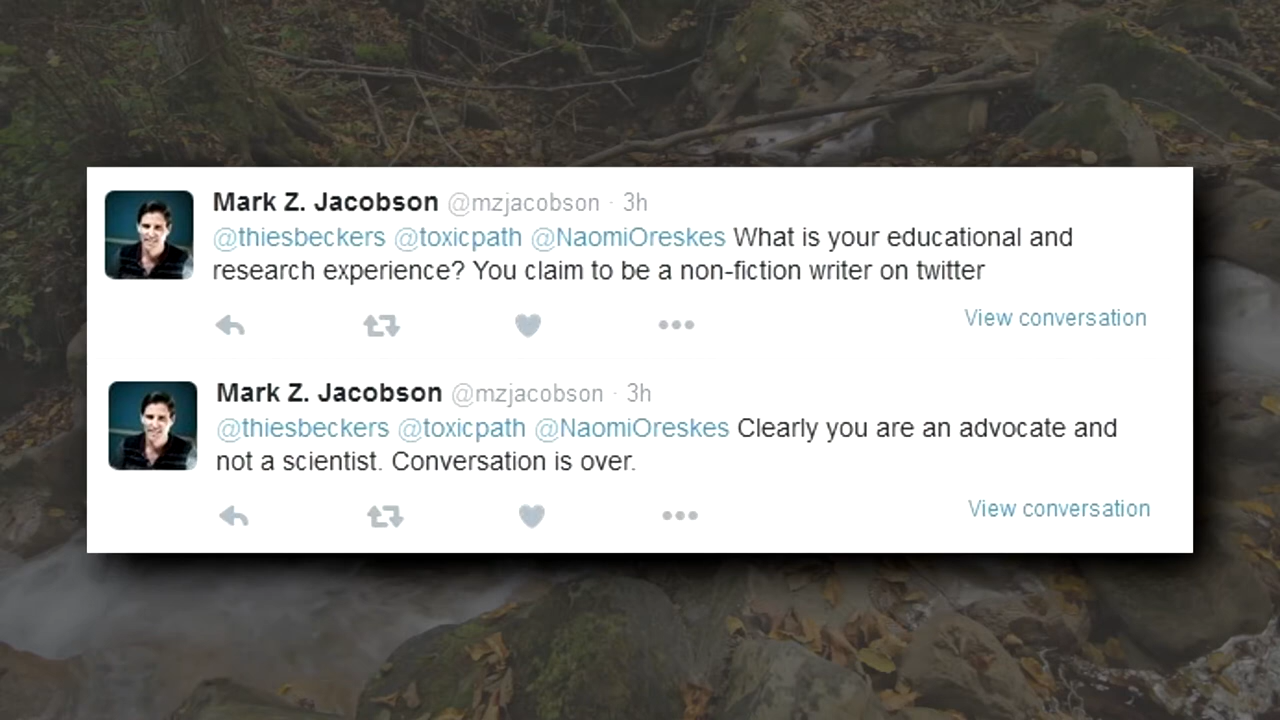 Mark Z. Jacobson @mzjacobson · 3h
@thiesbeckers @toxicpath @NaomiOreskes What is your educational and
research experience? You claim to be a non-fiction writer on twitter
View conversation
Mark Z. Jacobson @mzjacobson · 3h
@thiesbeckers @toxicpath @NaomiOreskes Clearly you are an advocate and
not a scientist. Conversation is over.
View conversation